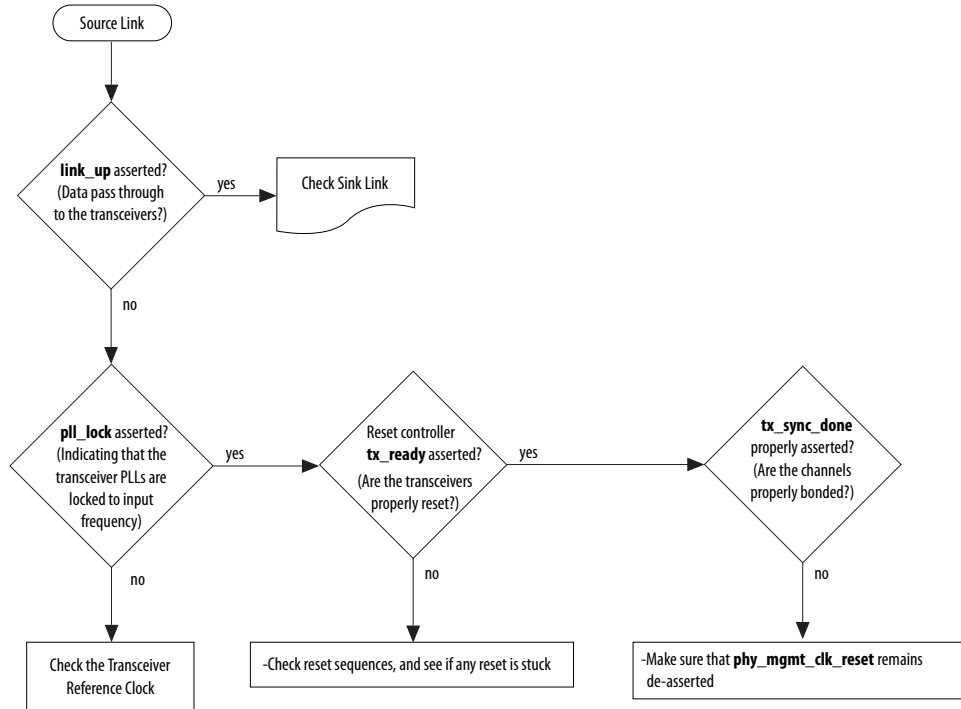 Source Link
link_up asserted?
(Data pass through
to the transceivers?)
yes
Check Sink Link
no
pll_lock asserted?
(Indicating that the
transceiver PLLs are
locked to input
frequency)
yes
Reset controller
tx_ready asserted?
(Are the transceivers
properly reset?)
yes
tx_sync_done
properly asserted?
(Are the channels
properly bonded?)
no
no
no
Check the Transceiver
Reference Clock
-Check reset sequences, and see if any reset is stuck
-Make sure that phy_mgmt_clk_reset remains
de-asserted